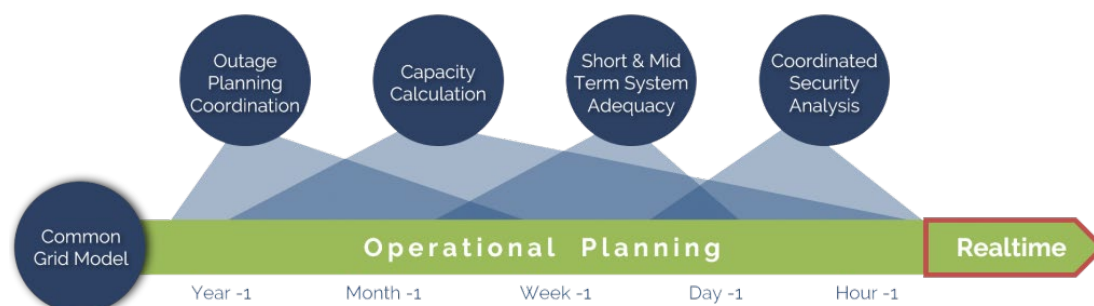 Outage
Planning
Coordination
Capacity
Calculation
Short & Mid
Term System
Adequacy
Coordinated
Security
Analysis
Common
Grid Model
Operational Planning
Realtime
Year -1
Month -1
Week -1
Day -1
Hour -1